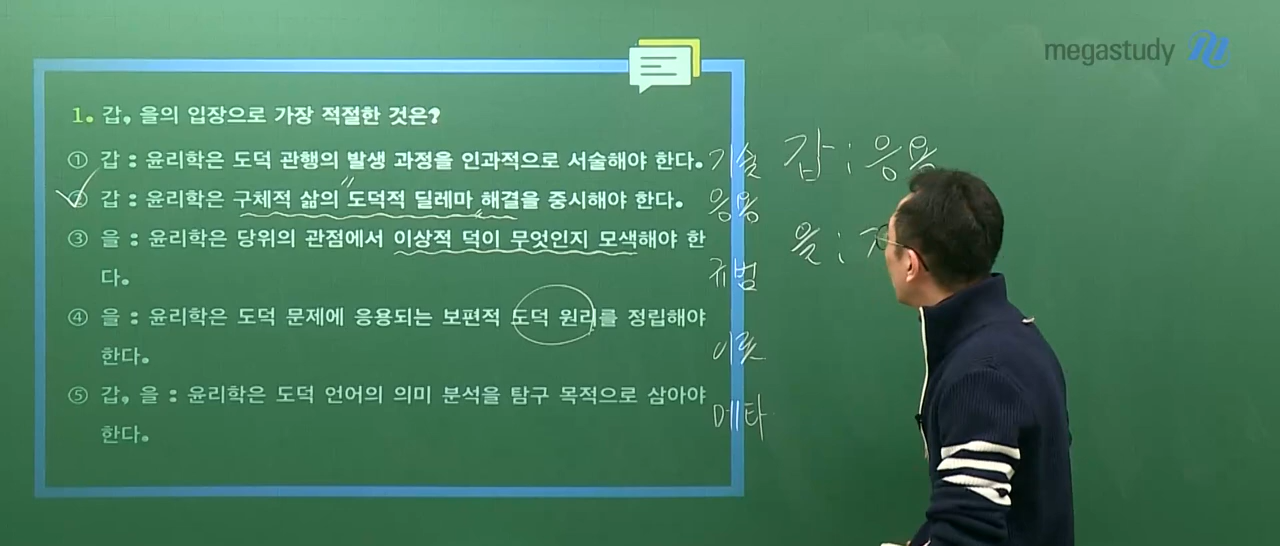 megastudy
1. 갑, 을의 입장으로 가장 적절한 것은?
① 갑 : 윤리학은 도덕 관행의 발생 과정을 인과적으로 서술해야 한다.
② 갑 : 윤리학은 구체적 삶의 도덕적 딜레마 해결을 중시해야 한다.
③ 을 : 윤리학은 당위의 관점에서 이상적 덕이 무엇인지 모색해야 한
다.
④ 을 : 윤리학은 도덕 문제에 응용되는 보편적 도덕 원리를 정립해야
한다.
⑤ 갑, 을 : 윤리학은 도덕 언어의 의미 분석을 탐구 목적으로 삼아야
한다.
기술
응용
규범
이론
메타
갑 : 응용
을 :